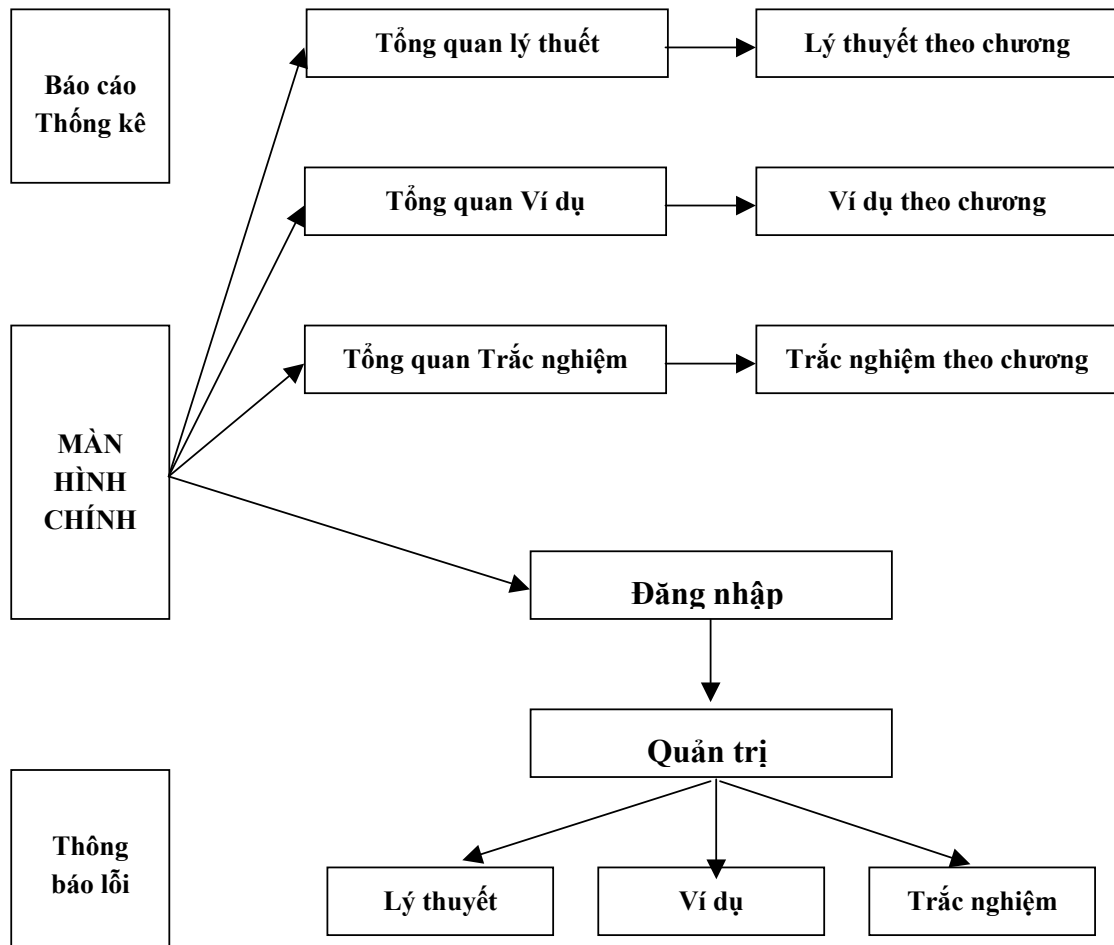 Tổng quan lý thuết
Lý thuyết theo chương
Báo cáo
Thống kê
Tổng quan Ví dụ
Ví dụ theo chương
Tổng quan Trắc nghiệm
Trắc nghiệm theo chương
MÀN
HÌNH
CHÍNH
Đăng nhập
Quản trị
Thông
báo lỗi
Lý thuyết
Ví dụ
Trắc nghiệm